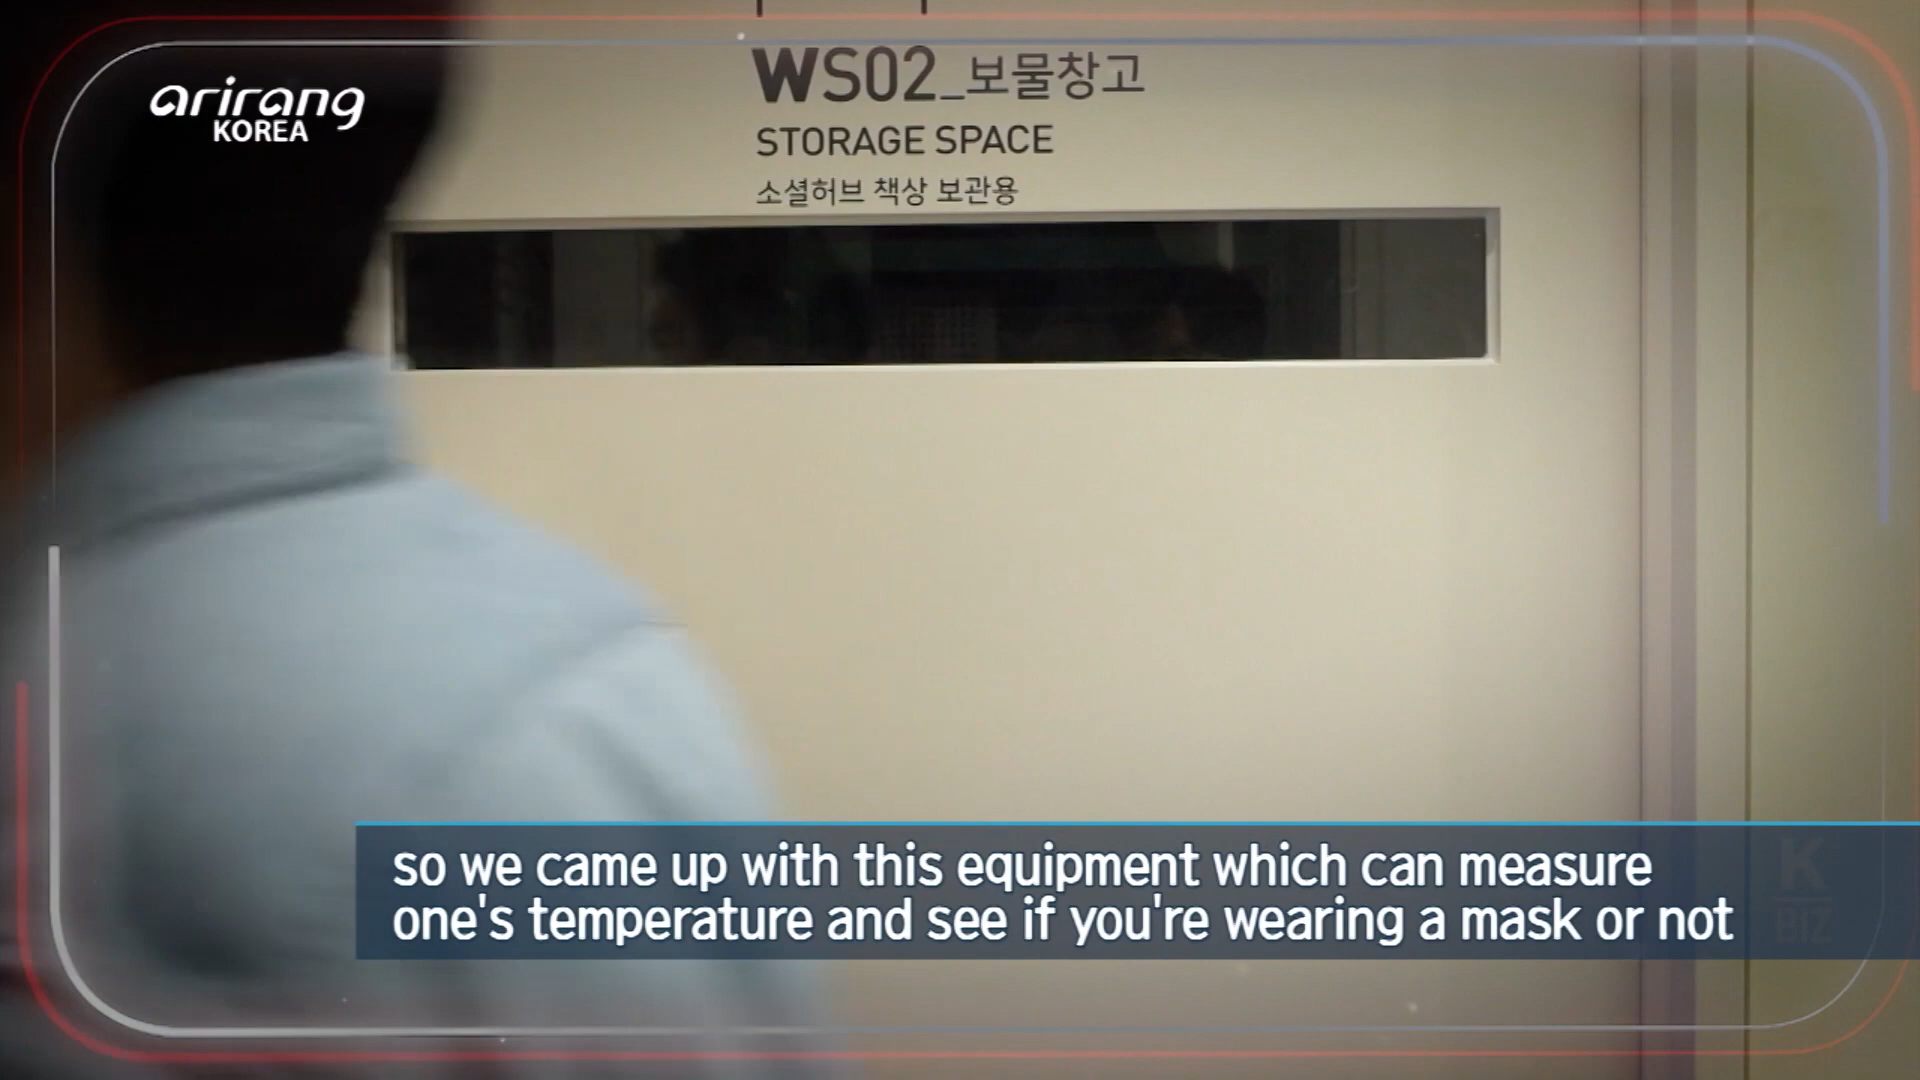 arirang
KOREA
WS02_보물창고
STORAGE SPACE
소셜허브 책상 보관용
so we came up with this equipment which can measure
one's temperature and see if you're wearing a mask or not
K
BIZ